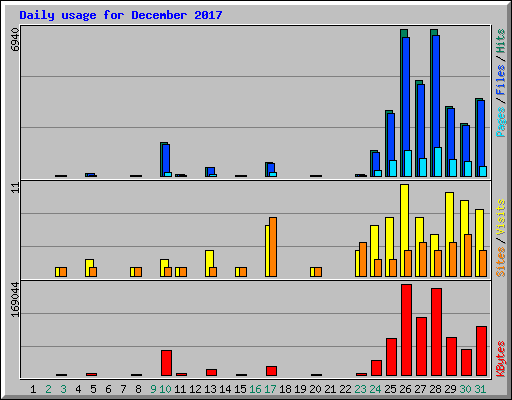 Daily usage for December 2017
6940
Pages / Files / Hits
11
Sites / Visits
169044
KBytes
1 2 3 4 5 6 7 8 9 10 11 12 13 14 15 16 17 18 19 20 21 22 23 24 25 26 27 28 29 30 31